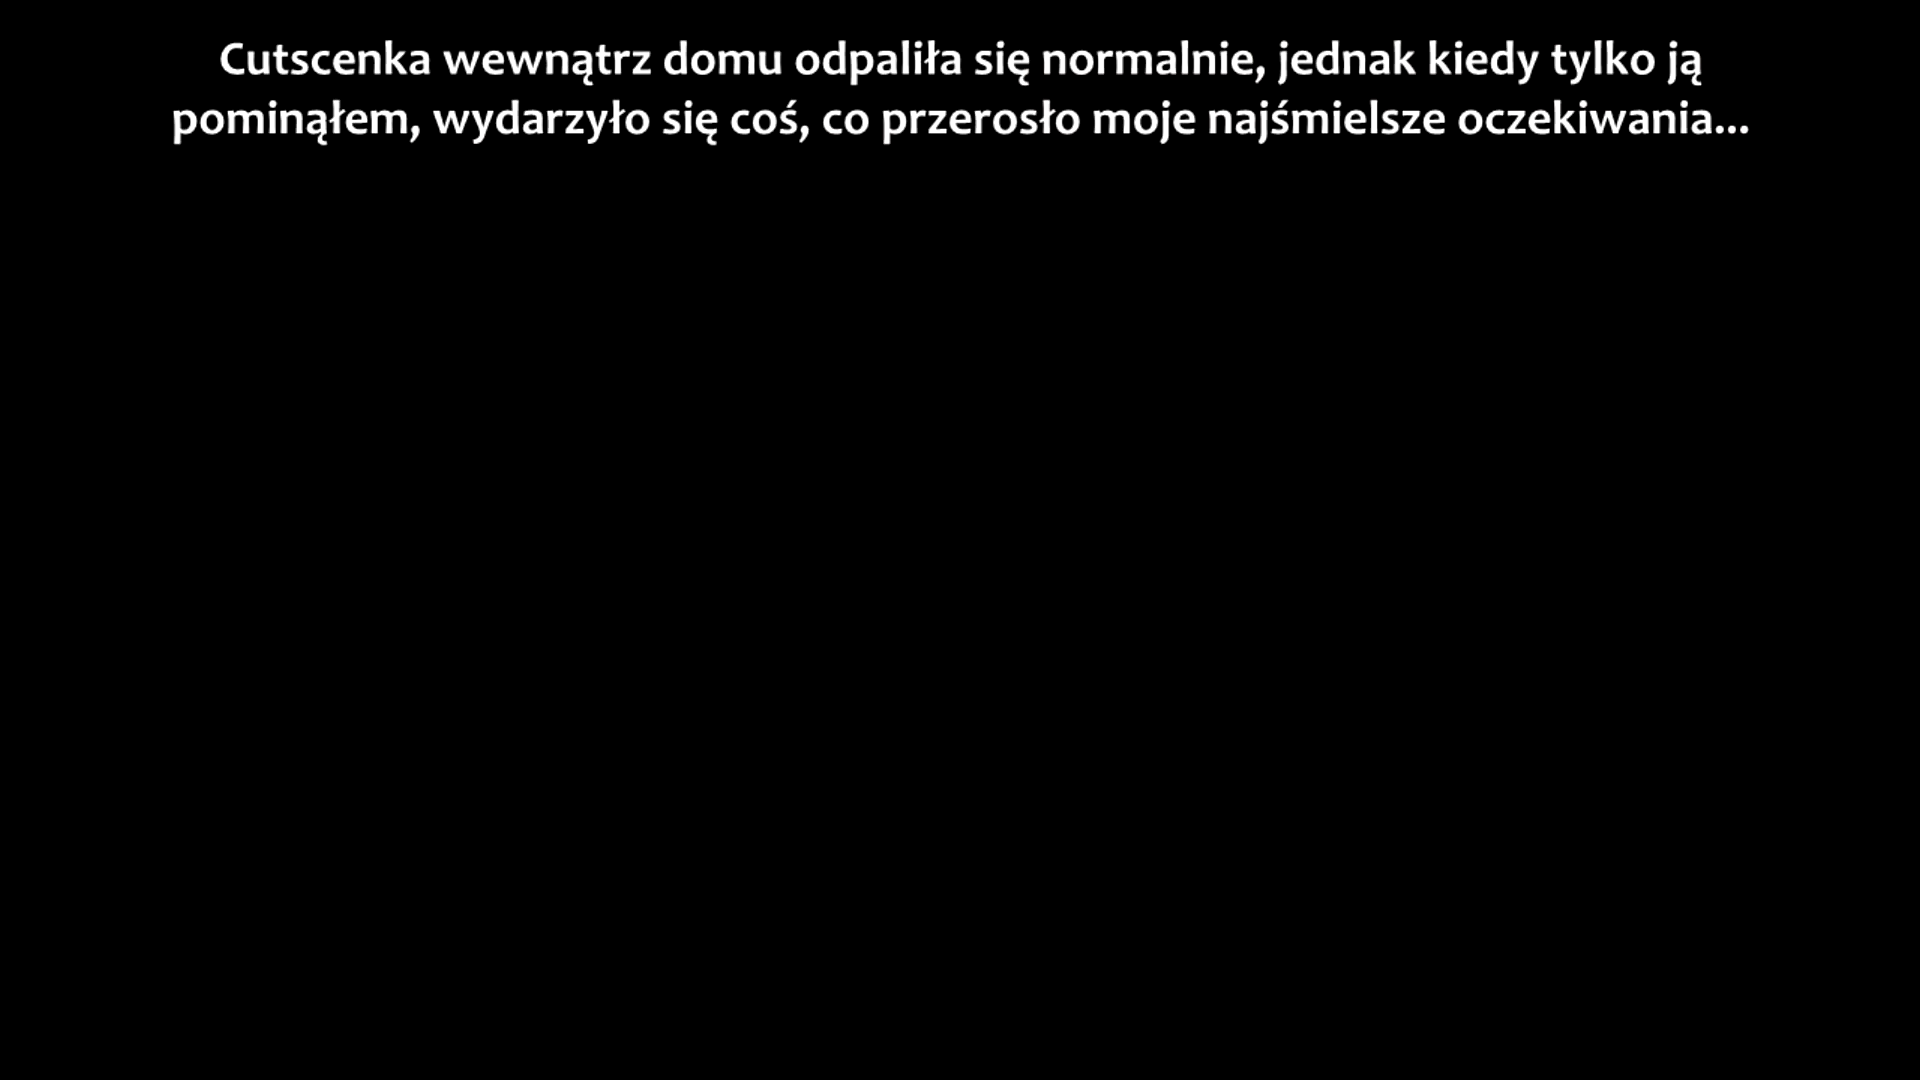 Cutscenka wewnątrz domu odpaliła się normalnie, jednak kiedy tylko ją
pominąłem, wydarzyło się coś, co przerosło moje najśmielsze oczekiwania...